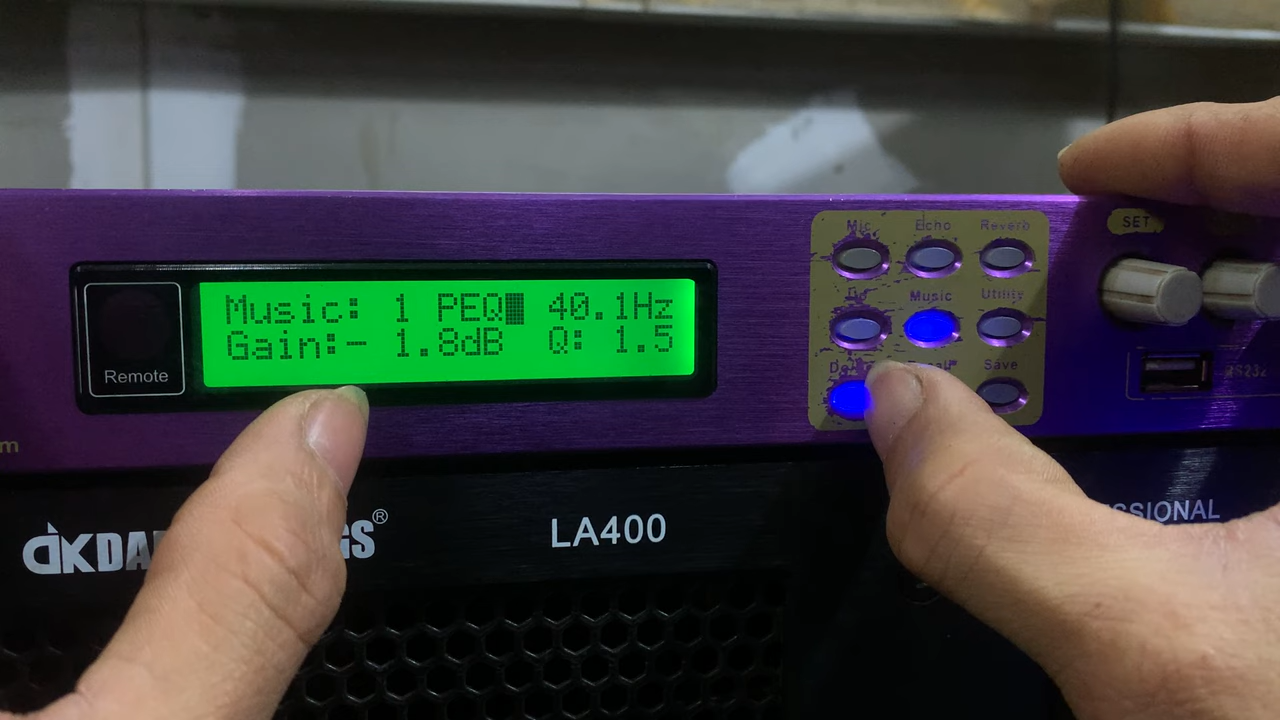 Music: 1 PEQ 40.1Hz
Gain:- 1.8dB Q: 1.5
Remote
Mic Echo Reverb
Music Utility
Save
SET
RS232
m
LA400